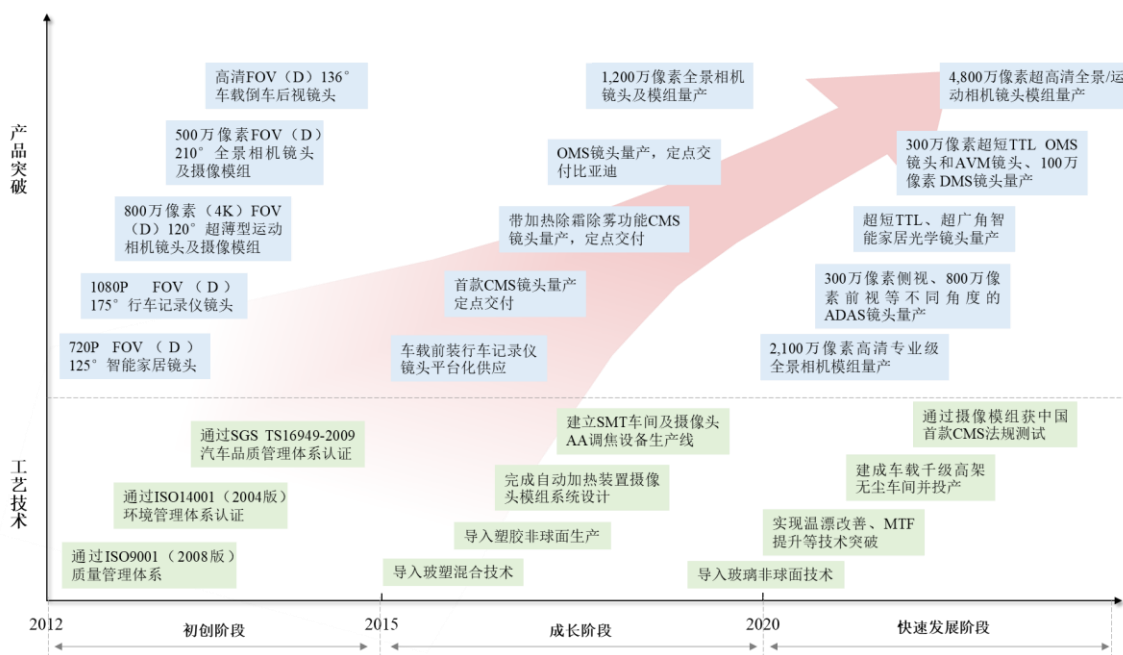 产品突破
高清FOV（D）136°
车载倒车后视镜头
500万像素FOV（D）
210°全景相机镜头
及摄像模组
800万像素（4K）FOV
（D）120°超薄型运动
相机镜头及摄像模组
1080P FOV（D）
175°行车记录仪镜头
720P FOV（D）
125°智能家居镜头
1,200万像素全景相机
镜头及模组量产
OMS镜头量产，定点交
付比亚迪
带加热除霜除雾功能CMS
镜头量产，定点交付
首款CMS镜头量产
定点交付
车载前装行车记录仪
镜头平台化供应
4,800万像素超高清全景/运
动相机镜头模组量产
300万像素超短TTL OMS
镜头和AVM镜头、100万
像素DMS镜头量产
超短TTL、超广角智
能家居光学镜头量产
300万像素侧视、800万像
素前视等不同角度的
ADAS镜头量产
2,100万像素高清专业级
全景相机模组量产
工艺技术
通过SGS TS16949-2009
汽车品质管理体系认证
通过ISO14001（2004版）
环境管理体系认证
通过ISO9001（2008版）
质量管理体系
建立SMT车间及摄像头
AA调焦设备生产线
完成自动加热装置摄像
头模组系统设计
导入塑胶非球面生产
导入玻塑混合技术
通过摄像模组获中国
首款CMS法规测试
建成车载千级高架
无尘车间并投产
实现温漂改善、MTF
提升等技术突破
导入玻璃非球面技术
2012
初创阶段
2015
成长阶段
2020
快速发展阶段